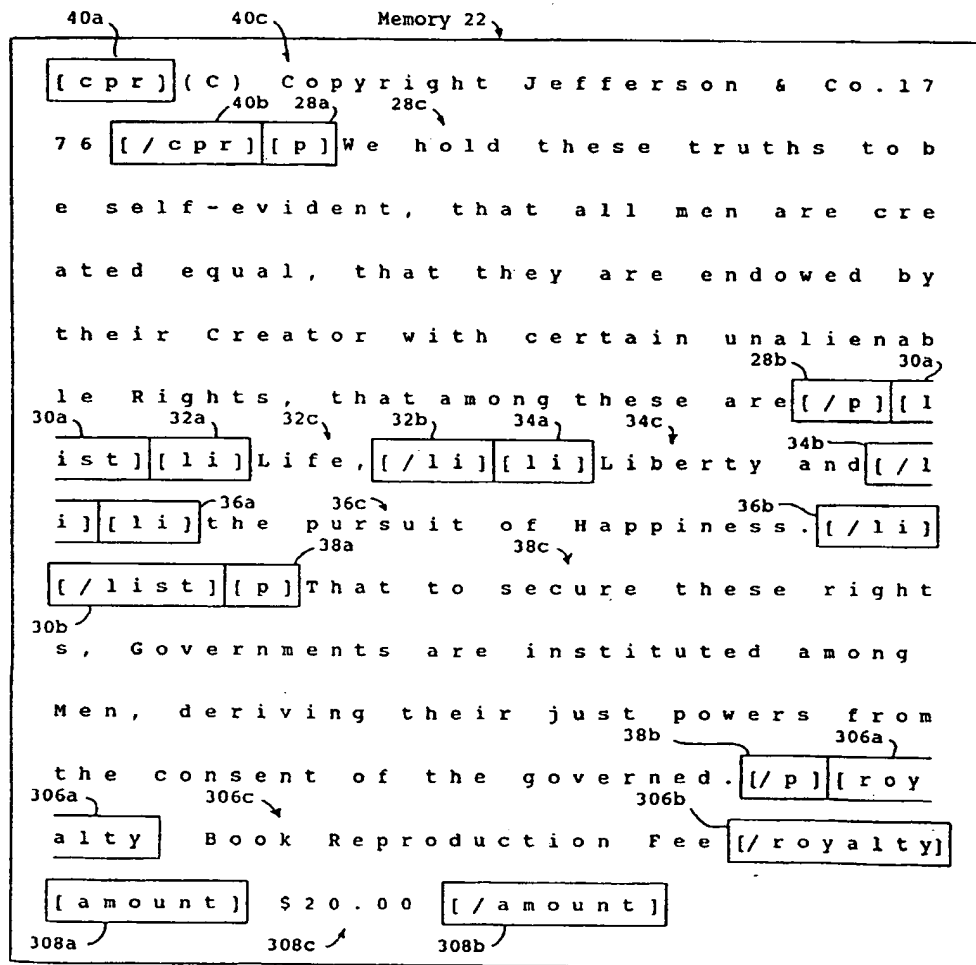 40a 40c Memory 22
[cpr](C) Copyright Jefferson & Co.17
40b 28a 28c
76 [/cpr][p]We hold these truths to b
e self-evident, that all men are cre
ated equal, that they are endowed by
their Creator with certain unalienab
28b 30a
le Rights, that among these are[/p][l
30a 32a 32c 32b 34a 34c 34b
ist][li]Life,[/li][li]Liberty and[/l
36a 36c 36b
i][li]the pursuit of Happiness.[/li]
38a 38c
[/list][p]That to secure these right
30b
s, Governments are instituted among
Men, deriving their just powers from
38b 306a
the consent of the governed.[/p][roy
306a 306c 306b
alty Book Reproduction Fee [/royalty]
[amount] $20.00 [/amount]
308a 308c 308b